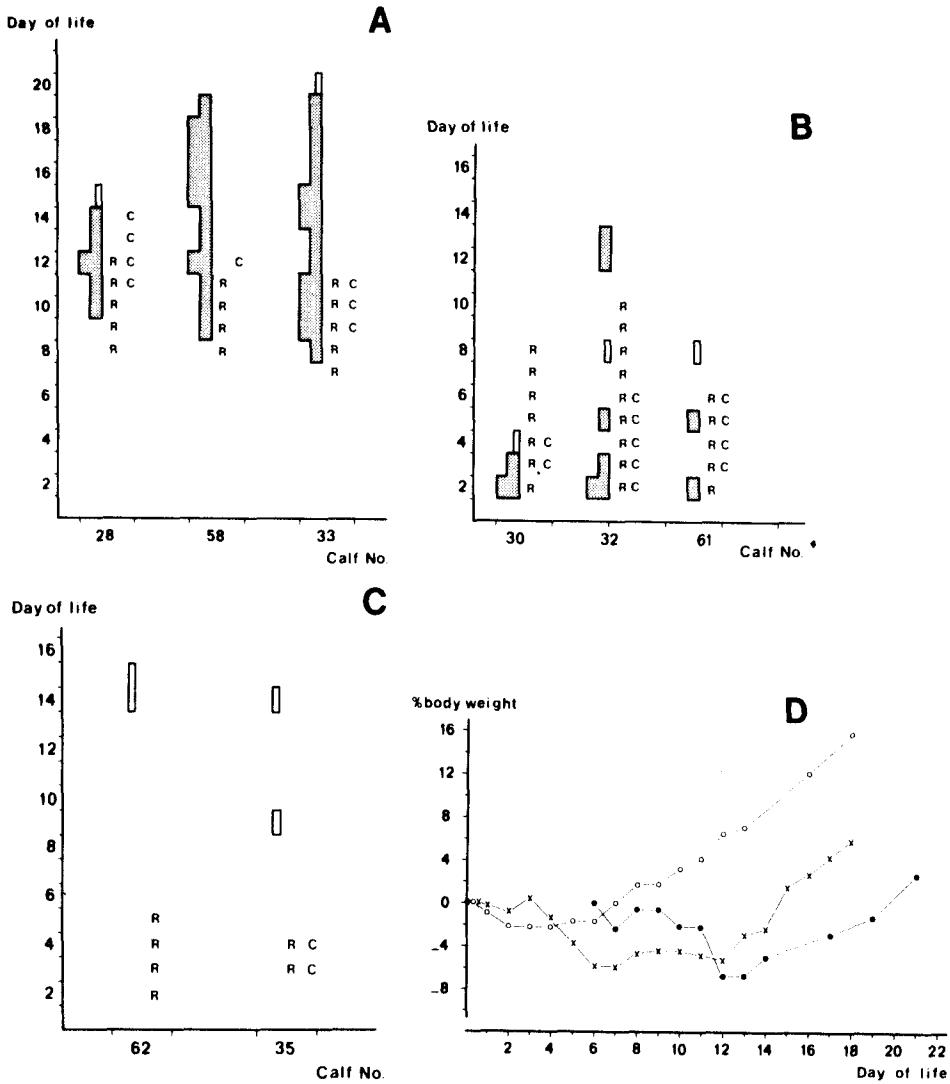 Day of life
A
20
18
16
14 C
C
12 R C C
R C R R C
10 R R R C
R R R C
8 R R R
R
6
4
2
28 58 33
Calf No.
Day of life
B
16
14
12
10 R
R
8 R R
R R
6 R R C R C
R R C R C
4 R C R C R C
R C R C R C
2 R R C R
30 32 61
Calf No.
Day of life
C
16
14
12
10
8
6
R
4 R R C
R R C
2 R
62 35
Calf No.
% body weight
D
16
12
8
4
0
-4
-8
2 4 6 8 10 12 14 16 18 20 22
Day of life